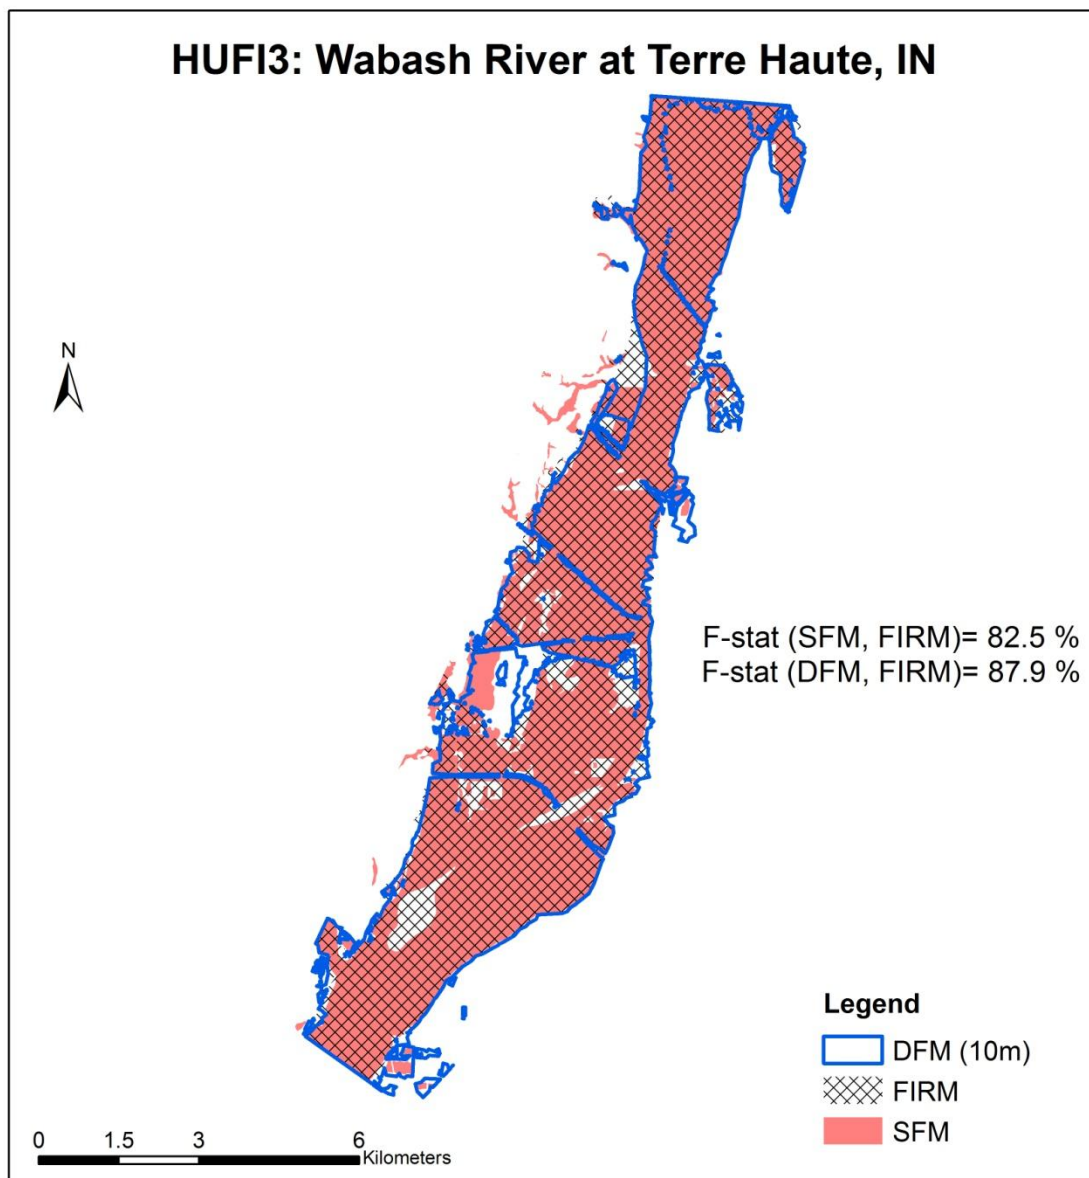 HUFI3: Wabash River at Terre Haute, IN
N
F-stat (SFM, FIRM)= 82.5 %
F-stat (DFM, FIRM)= 87.9 %
Legend
DFM (10m)
FIRM
SFM
0 1.5 3 6
Kilometers